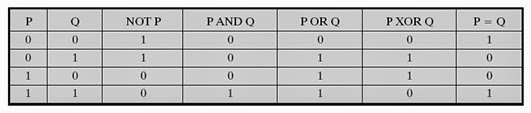 P Q NOT P P AND Q P OR Q P XOR Q P = Q
0 0 1 0 0 0 1
0 1 1 0 1 1 0
1 0 0 0 1 1 0
1 1 0 1 1 0 1